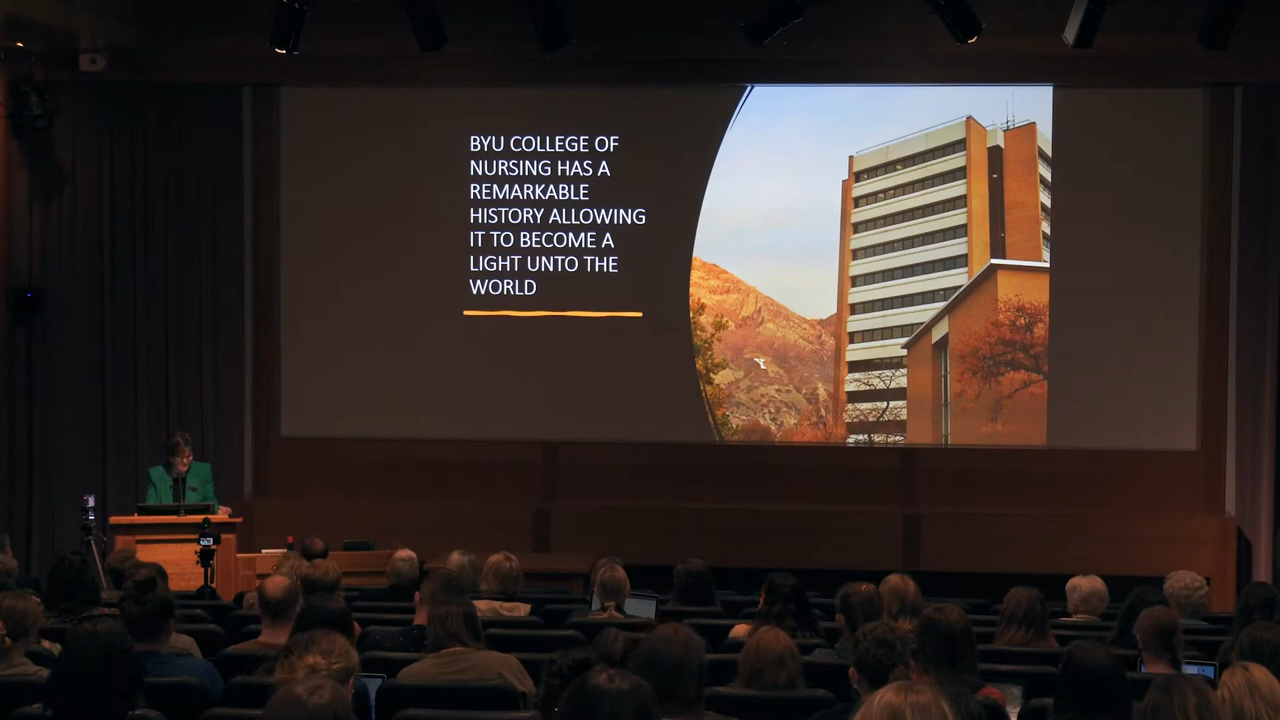 BYU COLLEGE OF
NURSING HAS A
REMARKABLE
HISTORY ALLOWING
IT TO BECOME A
LIGHT UNTO THE
WORLD
Y